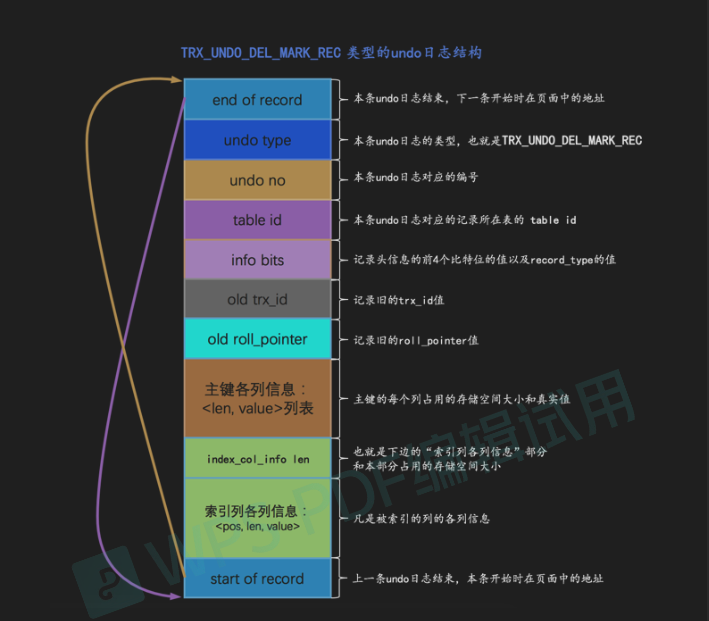 TRX_UNDO_DEL_MARK_REC 类型的undo日志结构
end of record
本条undo日志结束，下一条开始时在页面中的地址
undo type
本条undo日志的类型，也就是TRX_UNDO_DEL_MARK_REC
undo no
本条undo日志对应的编号
table id
本条undo日志对应的记录所在表的 table id
info bits
记录头信息的前4个比特位的值以及record_type的值
old trx_id
记录旧的trx_id值
old roll_pointer
记录旧的roll_pointer值
主键各列信息：
<len, value>列表
主键的每个列占用的存储空间大小和真实值
index_col_info len
也就是下边的“索引列各列信息”部分
和本部分占用的存储空间大小
索引列各列信息：
<pos, len, value>
凡是被索引的列的各列信息
start of record
上一条undo日志结束，本条开始时在页面中的地址
WPS PDF编辑试用